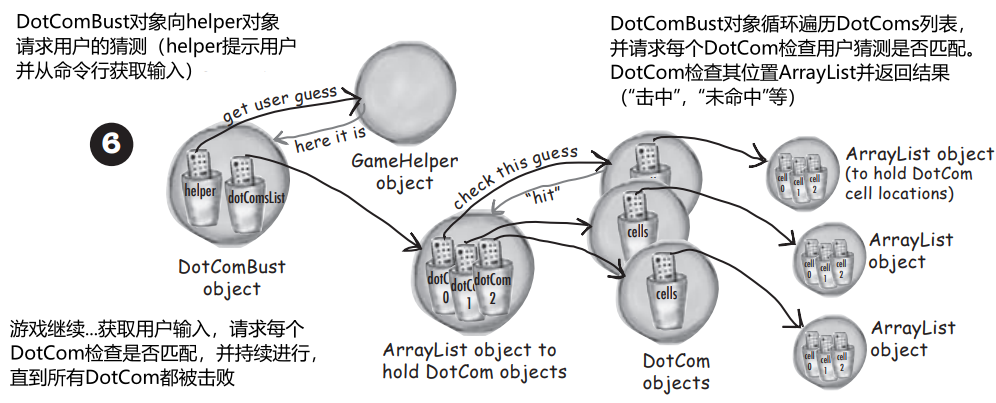 DotComBust对象向helper对象
请求用户的猜测（helper提示用户
并从命令行获取输入）
DotComBust对象循环遍历DotComs列表，
并请求每个DotCom检查用户猜测是否匹配。
DotCom检查其位置ArrayList并返回结果
（“击中”，“未命中”等）
6
get user guess
here it is
helper
dotComsList
GameHelper
object
DotComBust
object
check this guess
“hit”
dotCom
0
dotCom
1
dotCom
2
cells
cells
ArrayList object to
hold DotCom objects
DotCom
objects
cell
0
cell
1
cell
2
ArrayList object
(to hold DotCom
cell locations)
cell
0
cell
1
cell
2
ArrayList
object
cell
0
cell
1
cell
2
ArrayList
object
游戏继续...获取用户输入，请求每个
DotCom检查是否匹配，并持续进行，
直到所有DotCom都被击败